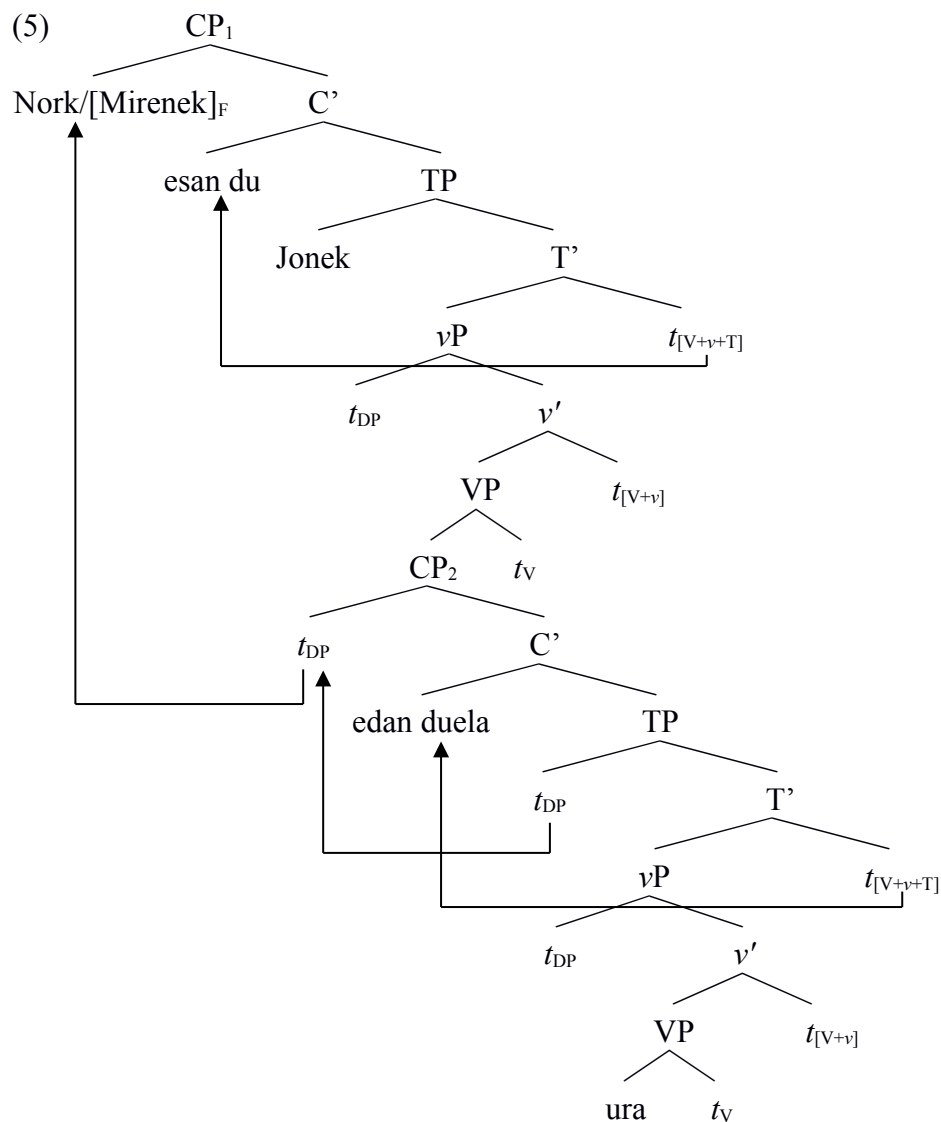 (5)
CP₁
Nork/[Mirenek]F C’
esan du TP
Jonek T’
vP t[V+v+T]
tDP v′
VP t[V+v]
CP₂ tV
tDP C’
edan duela TP
tDP T’
vP t[V+v+T]
tDP v′
VP t[V+v]
ura tV